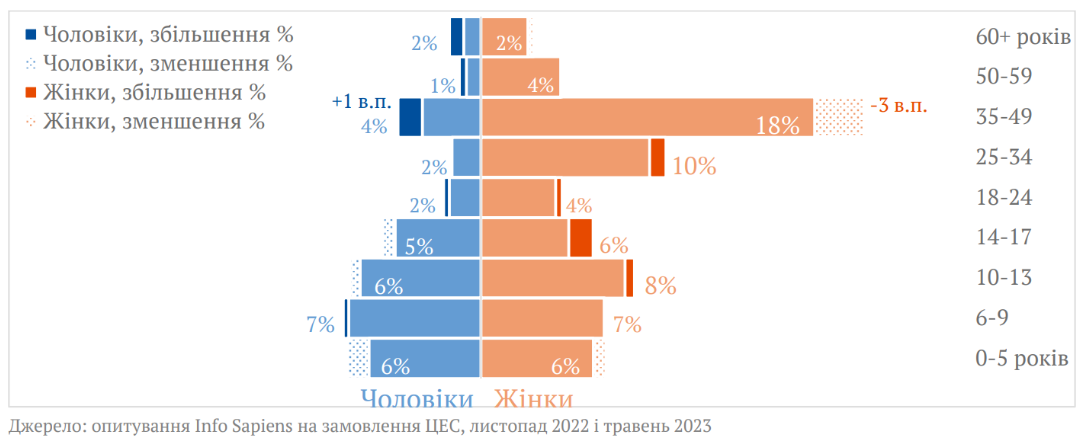 Чоловіки, збільшення %
Чоловіки, зменшення %
Жінки, збільшення %
Жінки, зменшення %
2% 2% 60+ років
1% 4% 50-59
+1 в.п. 4% 18% -3 в.п. 35-49
2% 10% 25-34
2% 4% 18-24
5% 6% 14-17
6% 8% 10-13
7% 7% 6-9
6% 6% 0-5 років
Чоловіки Жінки
Джерело: опитування Info Sapiens на замовлення ЦЕС, листопад 2022 і травень 2023